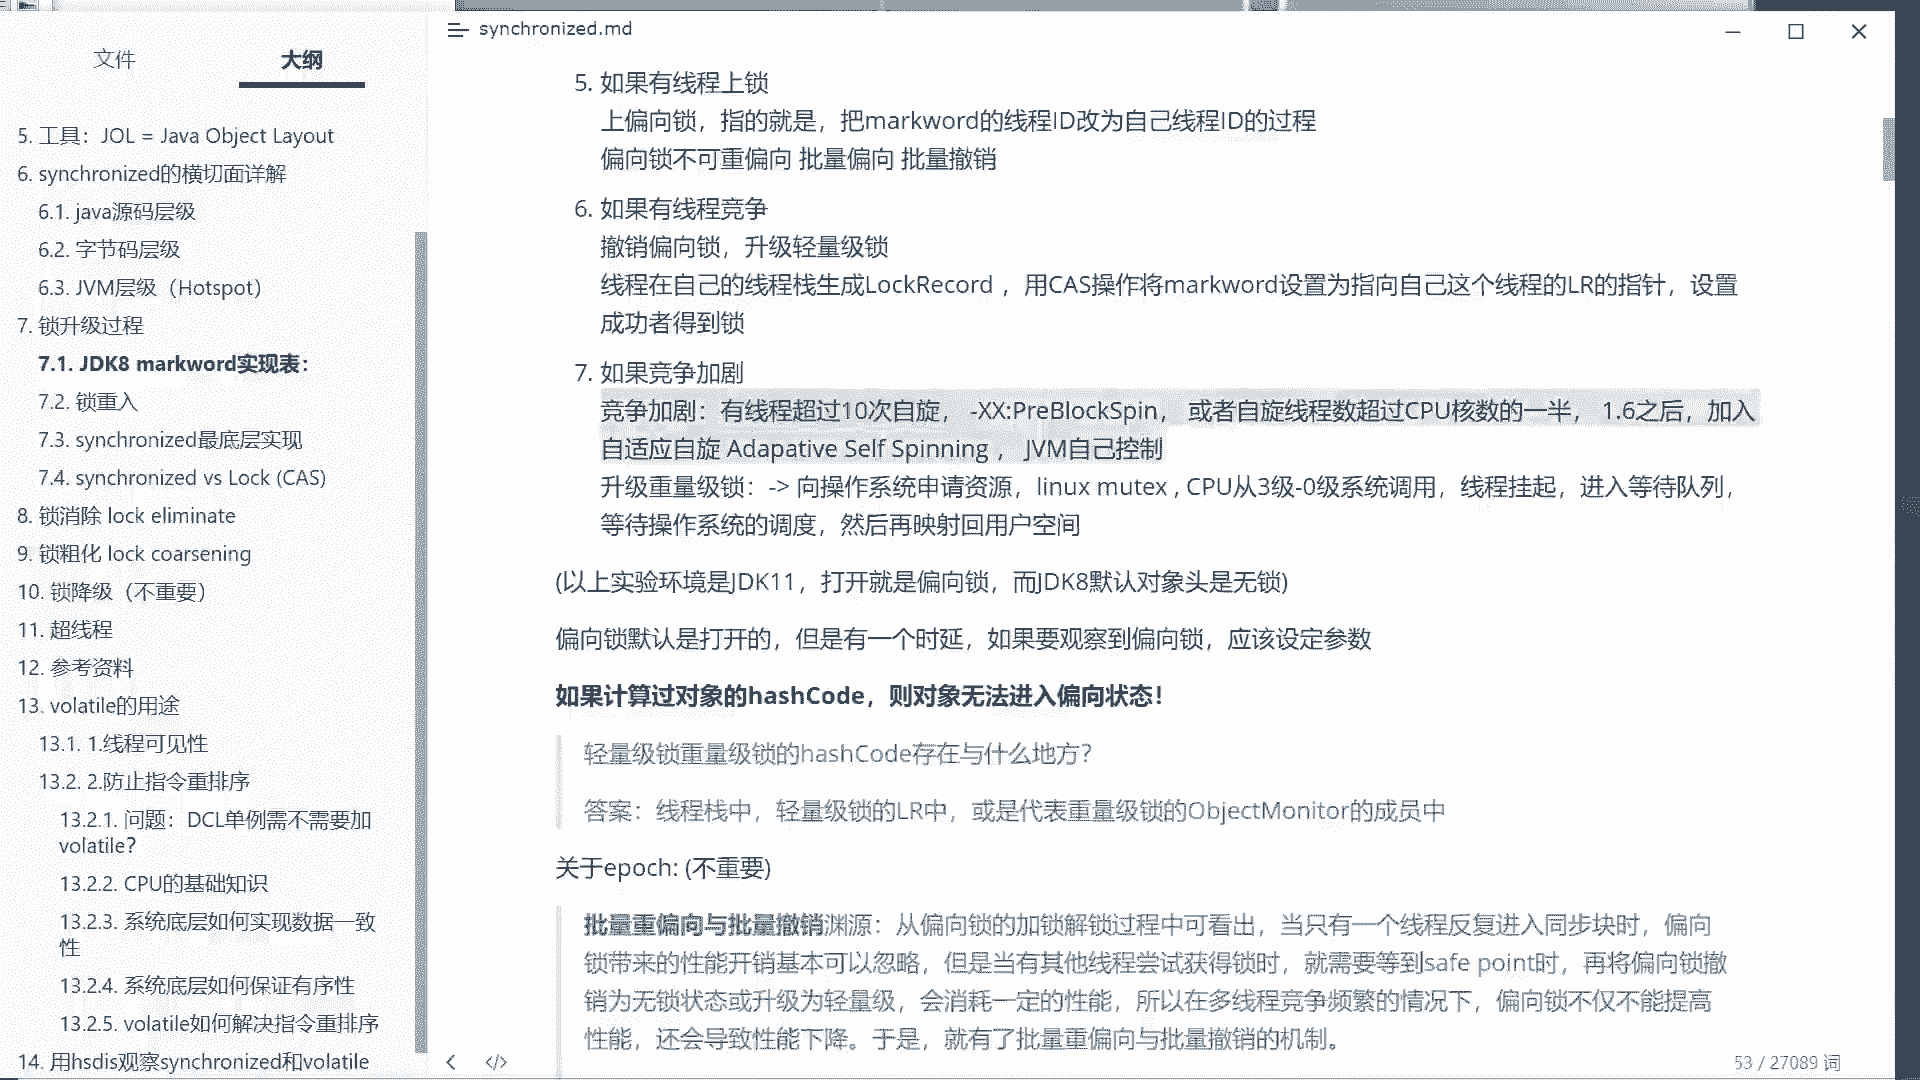 文件
大纲
5. 工具：JOL = Java Object Layout
6. synchronized的横切面详解
6.1. java源码层级
6.2. 字节码层级
6.3. JVM层级（Hotspot）
7. 锁升级过程
7.1. JDK8 markword实现表：
7.2. 锁重入
7.3. synchronized最底层实现
7.4. synchronized vs Lock (CAS)
8. 锁消除 lock eliminate
9. 锁粗化 lock coarsening
10. 锁降级（不重要）
11. 超线程
12. 参考资料
13. volatile的用途
13.1. 1.线程可见性
13.2. 2.防止指令重排序
13.2.1. 问题：DCL单例需不需要加
volatile？
13.2.2. CPU的基础知识
13.2.3. 系统底层如何实现数据一致
性
13.2.4. 系统底层如何保证有序性
13.2.5. volatile如何解决指令重排序
14. 用hsdis观察synchronized和volatile
synchronized.md
5. 如果有线程上锁
上偏向锁，指的就是，把markword的线程ID改为自己线程ID的过程
偏向锁不可重偏向 批量偏向 批量撤销
6. 如果有线程竞争
撤销偏向锁，升级轻量级锁
线程在自己的线程栈生成LockRecord ，用CAS操作将markword设置为指向自己这个线程的LR的指针，设置
成功者得到锁
7. 如果竞争加剧
竞争加剧：有线程超过10次自旋， -XX:PreBlockSpin， 或者自旋线程数超过CPU核数的一半， 1.6之后，加入
自适应自旋 Adapative Self Spinning ， JVM自己控制
升级重量级锁：-> 向操作系统申请资源，linux mutex , CPU从3级-0级系统调用，线程挂起，进入等待队列，
等待操作系统的调度，然后再映射回用户空间
(以上实验环境是JDK11，打开就是偏向锁，而JDK8默认对象头是无锁)
偏向锁默认是打开的，但是有一个时延，如果要观察到偏向锁，应该设定参数
如果计算过对象的hashCode，则对象无法进入偏向状态！
轻量级锁重量级锁的hashCode存在与什么地方？
答案：线程栈中，轻量级锁的LR中，或是代表重量级锁的ObjectMonitor的成员中
关于epoch: (不重要)
批量重偏向与批量撤销渊源：从偏向锁的加锁解锁过程中可看出，当只有一个线程反复进入同步块时，偏向
锁带来的性能开销基本可以忽略，但是当有其他线程尝试获得锁时，就需要等到safe point时，再将偏向锁撤
销为无锁状态或升级为轻量级，会消耗一定的性能，所以在多线程竞争频繁的情况下，偏向锁不仅不能提高
性能，还会导致性能下降。于是，就有了批量重偏向与批量撤销的机制。
53 / 27089 词